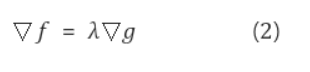 ▽f = λ▽g (2)